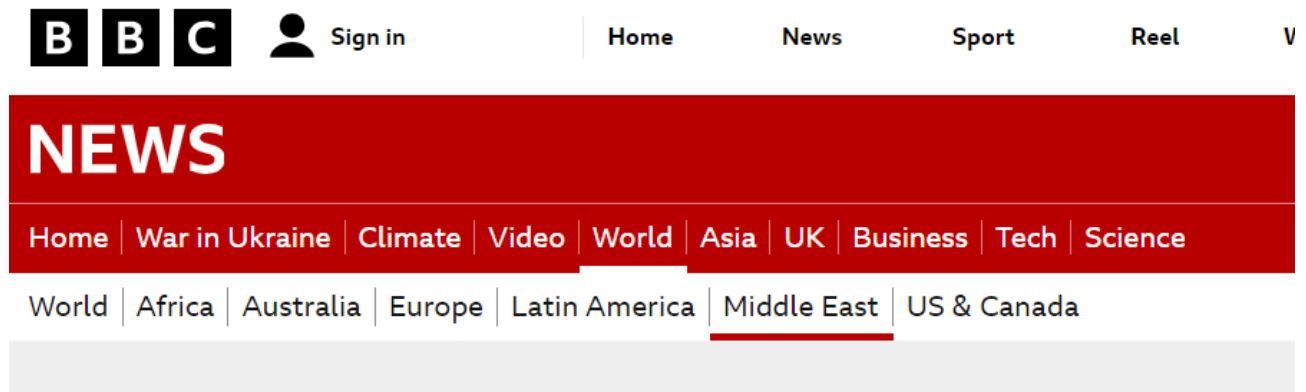 BBC Sign in Home News Sport Reel
NEWS
Home War in Ukraine Climate Video World Asia UK Business Tech Science
World Africa Australia Europe Latin America Middle East US & Canada